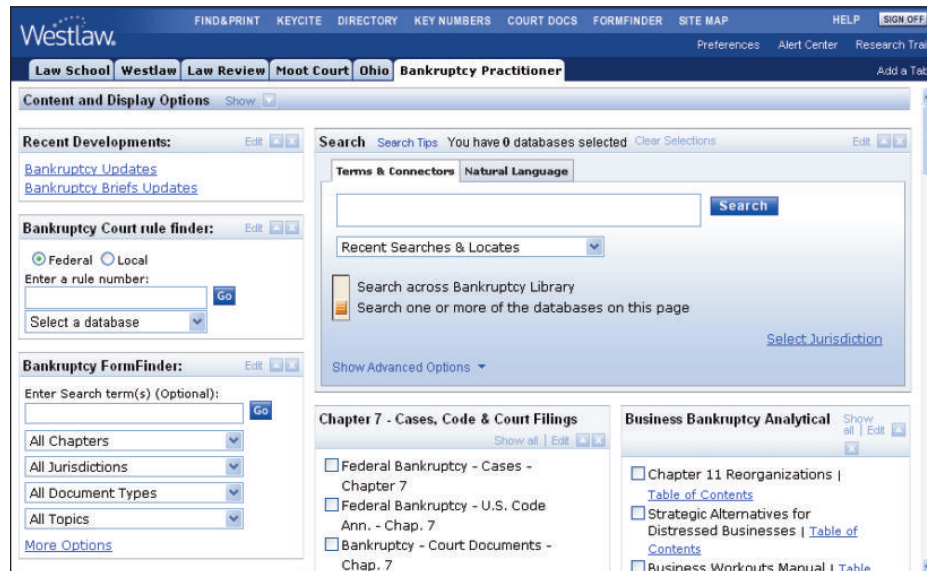 FIND&PRINT KEYCITE DIRECTORY KEY NUMBERS COURT DOCS FORMFINDER SITE MAP HELP SIGN OFF
Westlaw.
Preferences Alert Center Research Trail
Law School Westlaw Law Review Moot Court Ohio Bankruptcy Practitioner Add a Tab
Content and Display Options Show
Recent Developments: Edit
Bankruptcy Updates
Bankruptcy Briefs Updates
Bankruptcy Court rule finder: Edit
Federal Local
Enter a rule number:
Go
Select a database
Bankruptcy FormFinder: Edit
Enter Search term(s) (Optional):
Go
All Chapters
All Jurisdictions
All Document Types
All Topics
More Options
Search Search Tips You have 0 databases selected Clear Selections Edit
Terms & Connectors Natural Language
Search
Recent Searches & Locates
Search across Bankruptcy Library
Search one or more of the databases on this page
Select Jurisdiction
Show Advanced Options
Chapter 7 - Cases, Code & Court Filings
Show all | Edit
Federal Bankruptcy - Cases -
Chapter 7
Federal Bankruptcy - U.S. Code
Ann. - Chap. 7
Bankruptcy - Court Documents -
Chap. 7
Business Bankruptcy Analytical Show
all | Edit
Chapter 11 Reorganizations |
Table of Contents
Strategic Alternatives for
Distressed Businesses | Table of
Contents
Business Workouts Manual | Table